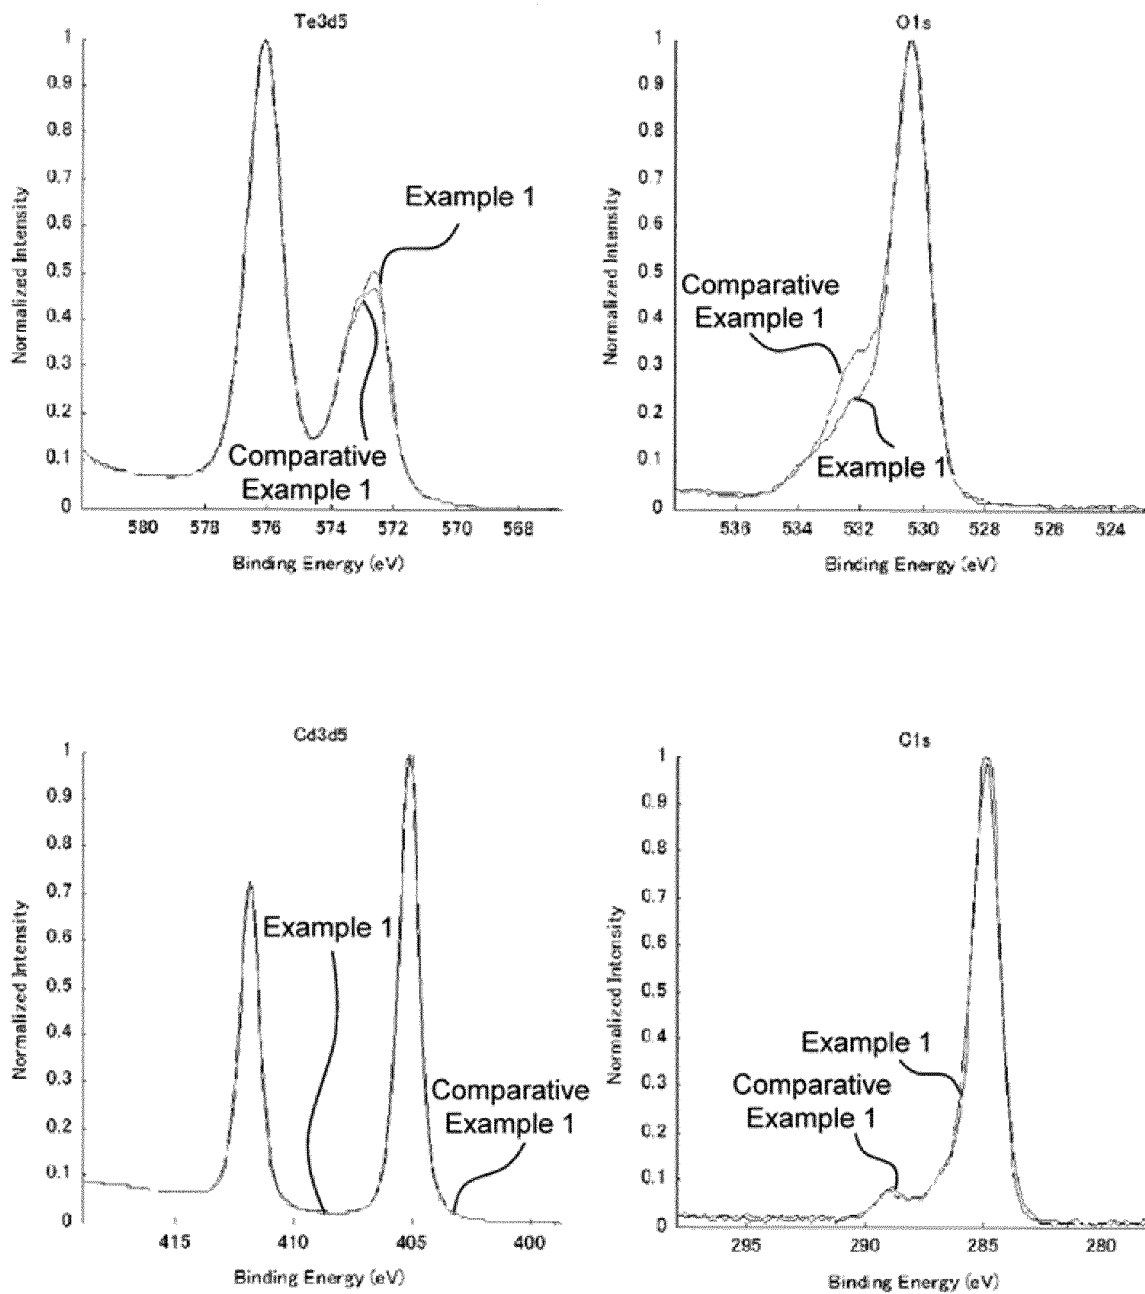 Te3d5
1
0.9
0.8
0.7
0.6
0.5
0.4
0.3
0.2
0.1
0
Normalized Intensity
Example 1
Comparative
Example 1
580
578
576
574
572
570
568
Binding Energy (eV)
O1s
1
0.9
0.8
0.7
0.6
0.5
0.4
0.3
0.2
0.1
0
Normalized Intensity
Comparative
Example 1
Example 1
536
534
532
530
528
526
524
Binding Energy (eV)
Cd3d5
1
0.9
0.8
0.7
0.6
0.5
0.4
0.3
0.2
0.1
0
Normalized Intensity
Example 1
Comparative
Example 1
415
410
405
400
Binding Energy (eV)
C1s
1
0.9
0.8
0.7
0.6
0.5
0.4
0.3
0.2
0.1
0
Normalized Intensity
Example 1
Comparative
Example 1
295
290
285
280
Binding Energy (eV)